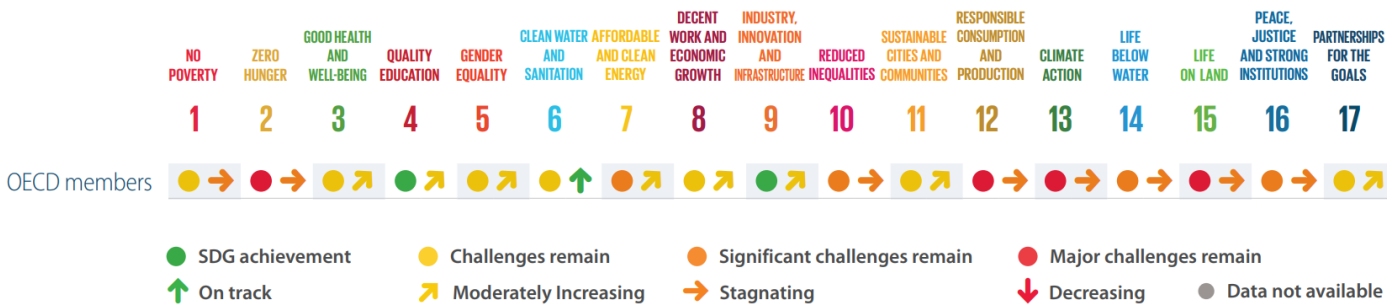 NO
POVERTY
ZERO
HUNGER
GOOD HEALTH
AND
WELL-BEING
QUALITY
EDUCATION
GENDER
EQUALITY
CLEAN WATER
AND
SANITATION
AFFORDABLE
AND CLEAN
ENERGY
DECENT
WORK AND
ECONOMIC
GROWTH
INDUSTRY,
INNOVATION
AND
INFRASTRUCTURE
REDUCED
INEQUALITIES
SUSTAINABLE
CITIES AND
COMMUNITIES
RESPONSIBLE
CONSUMPTION
AND
PRODUCTION
CLIMATE
ACTION
LIFE
BELOW
WATER
LIFE
ON LAND
PEACE,
JUSTICE
AND STRONG
INSTITUTIONS
PARTNERSHIPS
FOR THE
GOALS
1 2 3 4 5 6 7 8 9 10 11 12 13 14 15 16 17
OECD members
SDG achievement Challenges remain Significant challenges remain Major challenges remain
On track Moderately Increasing Stagnating Decreasing Data not available